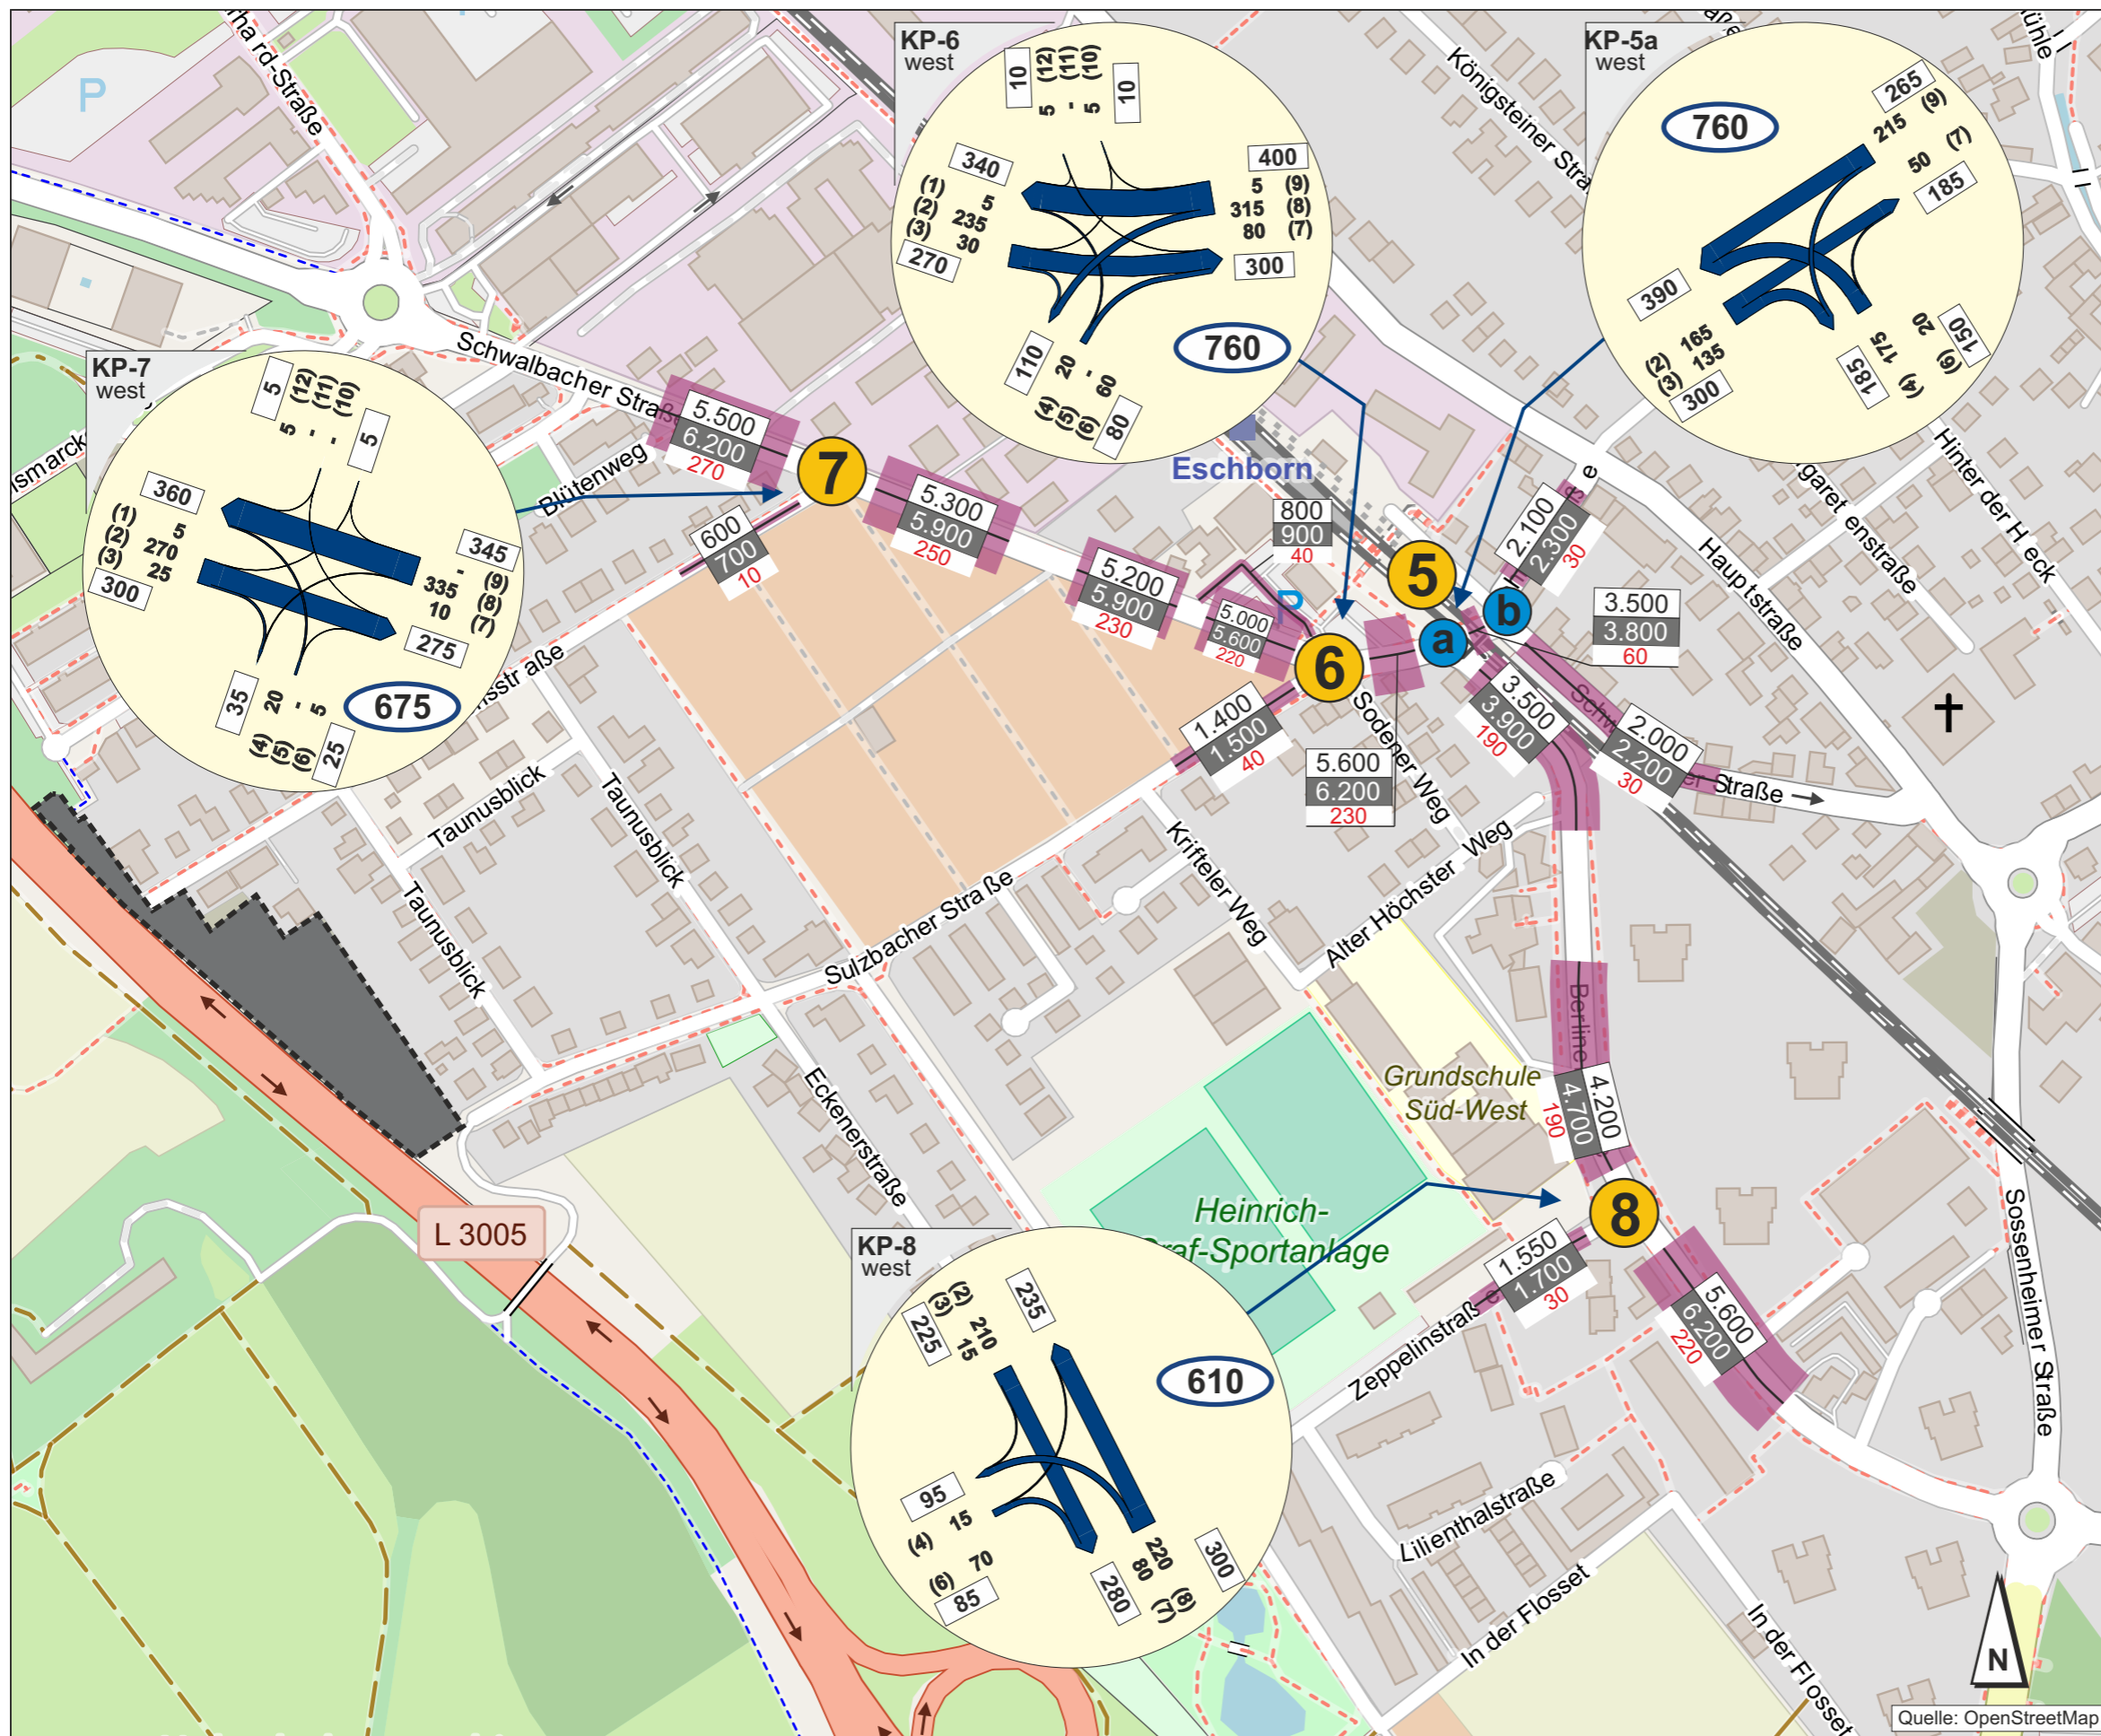 KP-6
west
10
5 (12)
- (11)
5 (10)
10
340
(1) 5
(2) 235
(3) 30
270
400
5 (9)
315 (8)
80 (7)
300
110
20 (4)
- (5)
60 (6)
80
760
KP-5a
west
760
265
215 (9)
50 (7)
185
390
(2) 165
(3) 135
300
185
175 (4)
20 (6)
150
KP-7
west
5
5 (12)
- (11)
- (10)
5
360
(1) 5
(2) 270
(3) 25
300
345
- (9)
335 (8)
10 (7)
275
35
20 (4)
- (5)
5 (6)
25
675
KP-8
west
235
(2) 210
(3) 15
225
610
95
(4) 15
(6) 70
85
280
80 (7)
220 (8)
300
P
Schwalbacher Straße
Königsteiner Stra
Hinter der Heck
garetenstraße
Hauptstraße
Blütenweg
Eschborn
P
5.500
6.200
270
7
5.300
5.900
250
600
700
10
5.200
5.900
230
5.000
5.600
220
800
900
40
6
5
a
b
2.100
2.300
30
3.500
3.800
60
3.500
3.900
190
2.000
2.200
30
1.400
1.500
40
5.600
6.200
230
Sodener Weg
er Straße
Taunusblick
Taunusblick
Taunusblick
Krifteler Weg
Alter Höchster Weg
Sulzbacher Straße
Eckenerstraße
Grundschule
Süd-West
Heinrich-
raf-Sportanlage
Berline
4.200
4.700
190
8
1.550
1.700
30
5.600
6.200
220
Zeppelinstraße
Sossenheimer Straße
Lilienthalstraße
In der Flosset
In der Flosset
L 3005
N
Quelle: OpenStreetMap